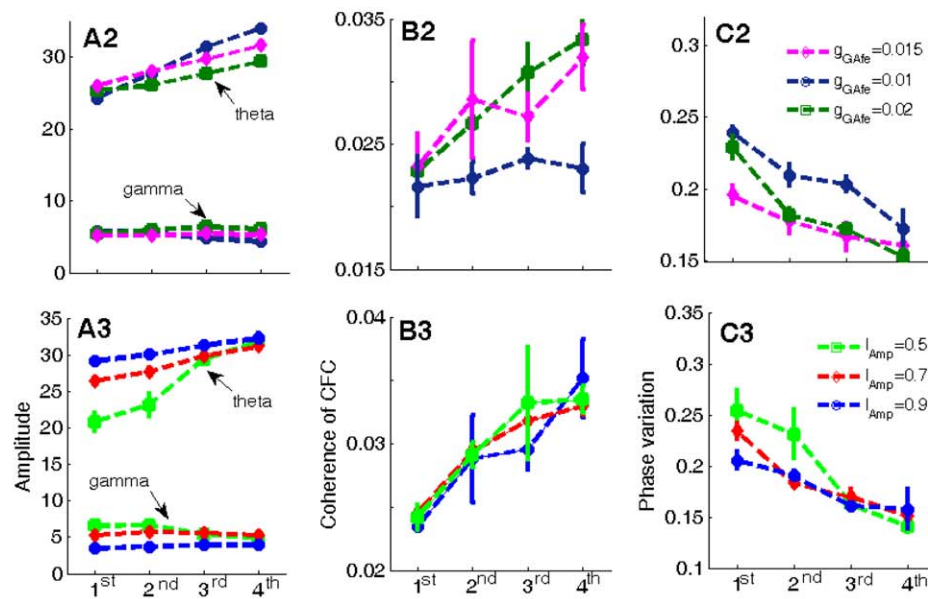 A2
35
30
20
10
0
theta
gamma
B2
0.035
0.025
0.015
C2
0.3
0.25
0.2
0.15
gGAfe=0.015
gGAfe=0.01
gGAfe=0.02
A3
Amplitude
35
30
25
20
15
10
5
0
theta
gamma
1st 2nd 3rd 4th
B3
Coherence of CFC
0.04
0.03
0.02
1st 2nd 3rd 4th
C3
Phase variation
0.3
0.25
0.2
0.15
0.1
IAmp=0.5
IAmp=0.7
IAmp=0.9
1st 2nd 3rd 4th